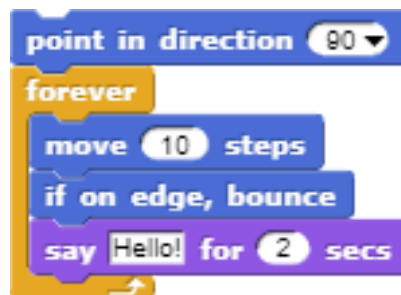 point in direction 90
forever
move 10 steps
if on edge, bounce
say Hello! for 2 secs